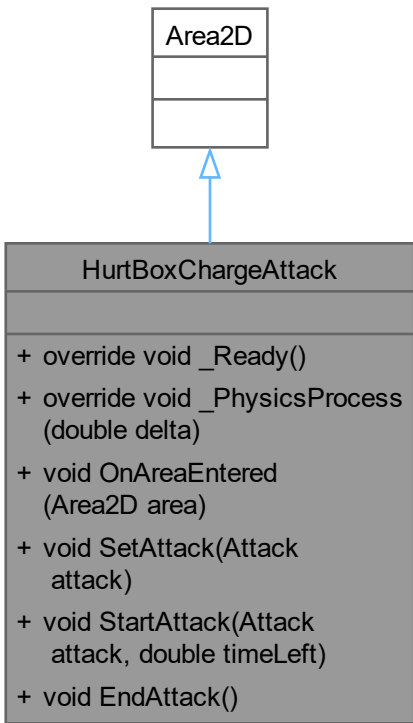 Area2D
HurtBoxChargeAttack
+ override void _Ready()
+ override void _PhysicsProcess
(double delta)
+ void OnAreaEntered
(Area2D area)
+ void SetAttack(Attack
attack)
+ void StartAttack(Attack
attack, double timeLeft)
+ void EndAttack()